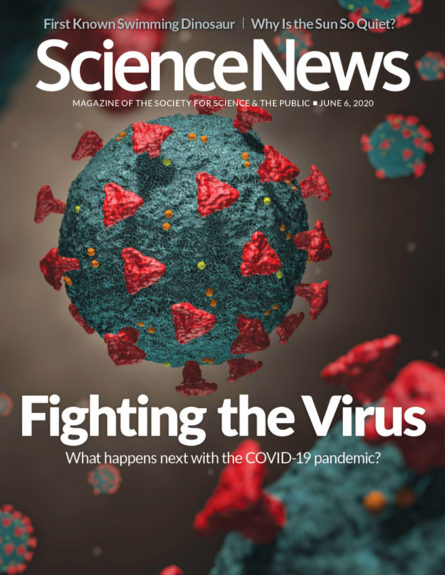 First Known Swimming Dinosaur | Why Is the Sun So Quiet?
ScienceNews
MAGAZINE OF THE SOCIETY FOR SCIENCE & THE PUBLIC ■ JUNE 6, 2020
Fighting the Virus
What happens next with the COVID-19 pandemic?